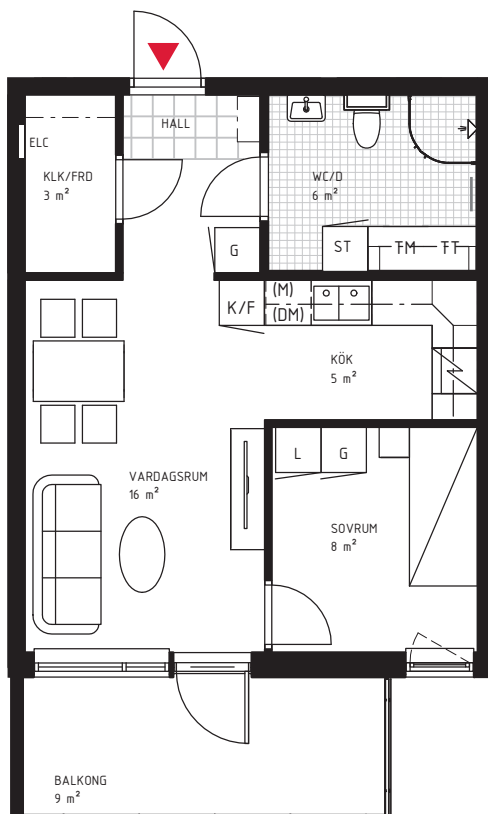 HALL
ELC
KLK/FRD
3 m²
WC/D
6 m²
G
ST
TM
TT
K/F
(M)
(DM)
KÖK
5 m²
VARDAGSRUM
16 m²
L
G
SOVRUM
8 m²
BALKONG
9 m²